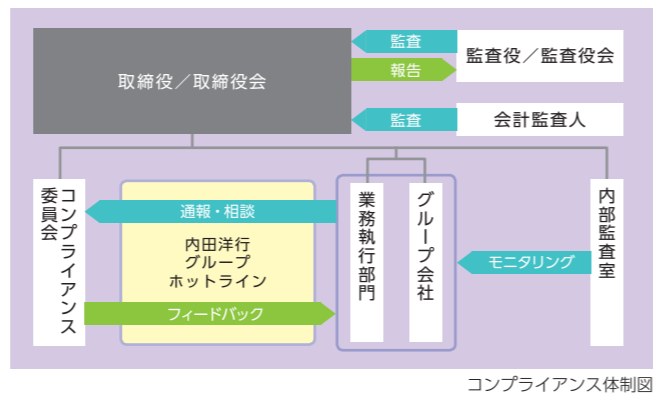 取締役／取締役会
監査
報告
監査役／監査役会
監査
会計監査人
コンプライアンス
委員会
通報・相談
内田洋行
グループ
ホットライン
フィードバック
業務執行部門
グループ会社
モニタリング
内部監査室
コンプライアンス体制図